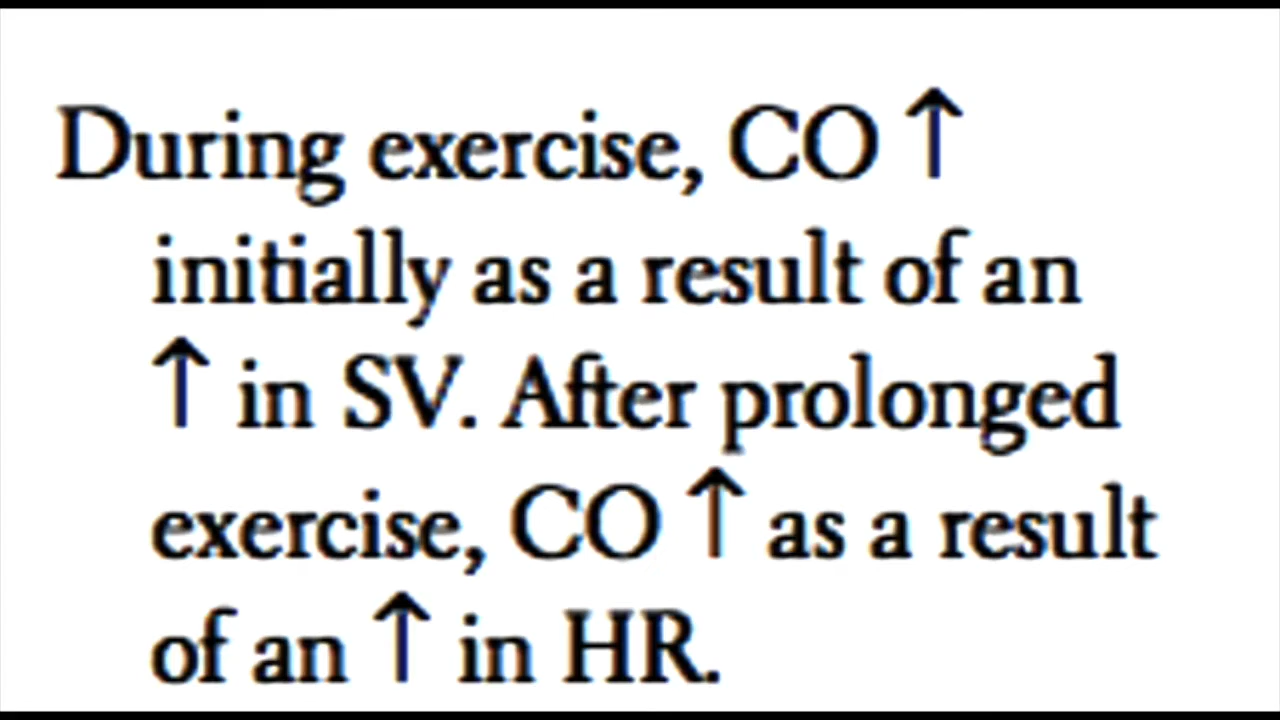 During exercise, CO ↑
initially as a result of an
↑ in SV. After prolonged
exercise, CO ↑ as a result
of an ↑ in HR.